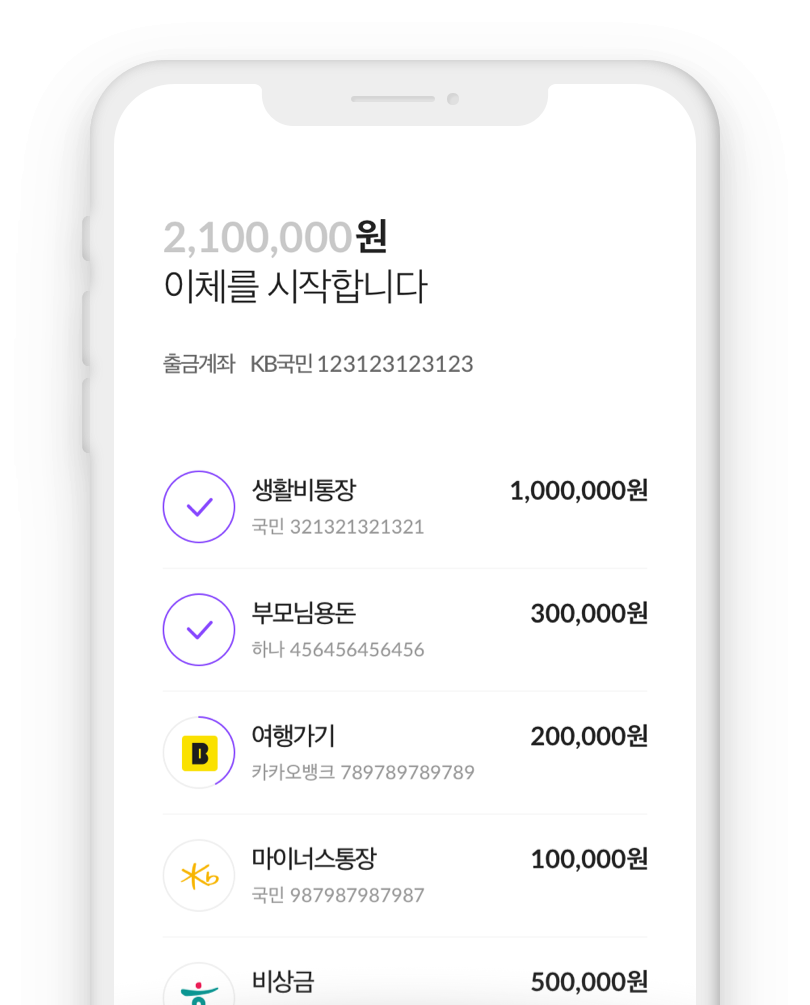 2,100,000원
이체를 시작합니다
출금계좌 KB국민 123123123123
생활비통장 1,000,000원
국민 321321321321
부모님용돈 300,000원
하나 456456456456
B 여행가기 200,000원
카카오뱅크 789789789789
마이너스통장 100,000원
Kb 국민 987987987987
비상금 500,000원